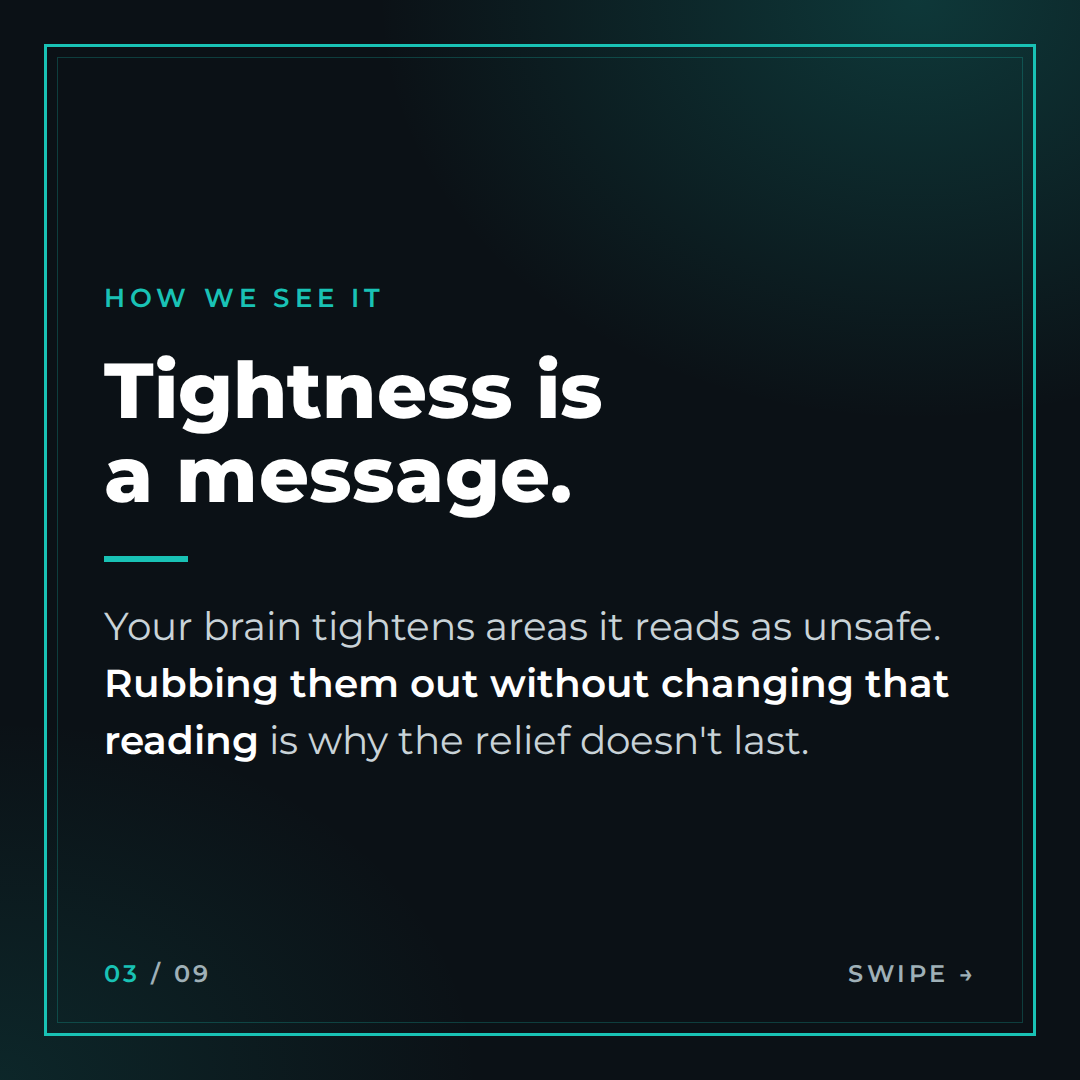 HOW WE SEE IT
Tightness is
a message.
Your brain tightens areas it reads as unsafe.
Rubbing them out without changing that
reading is why the relief doesn't last.
03 / 09
SWIPE →